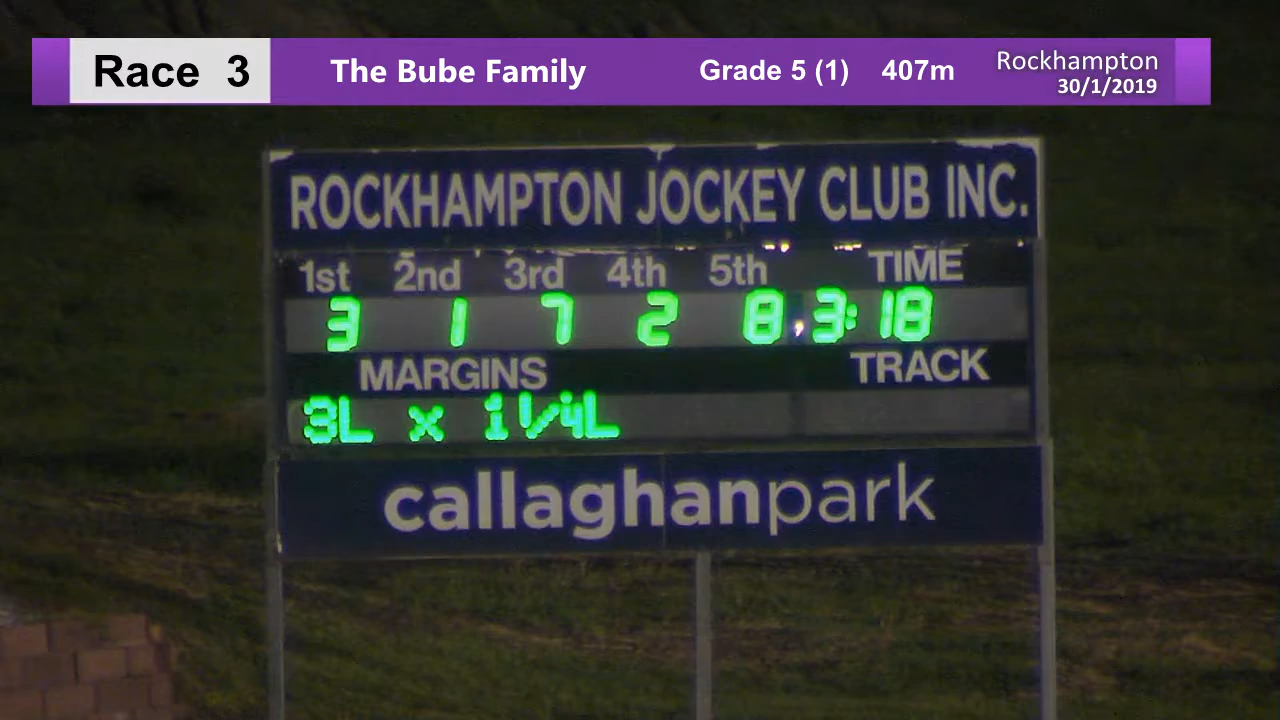 Race 3 The Bube Family Grade 5 (1) 407m Rockhampton
30/1/2019
ROCKHAMPTON JOCKEY CLUB INC.
1st 2nd 3rd 4th 5th TIME
3 1 7 2 8 3:18
MARGINS TRACK
3L x 1 1/4L
callaghanpark